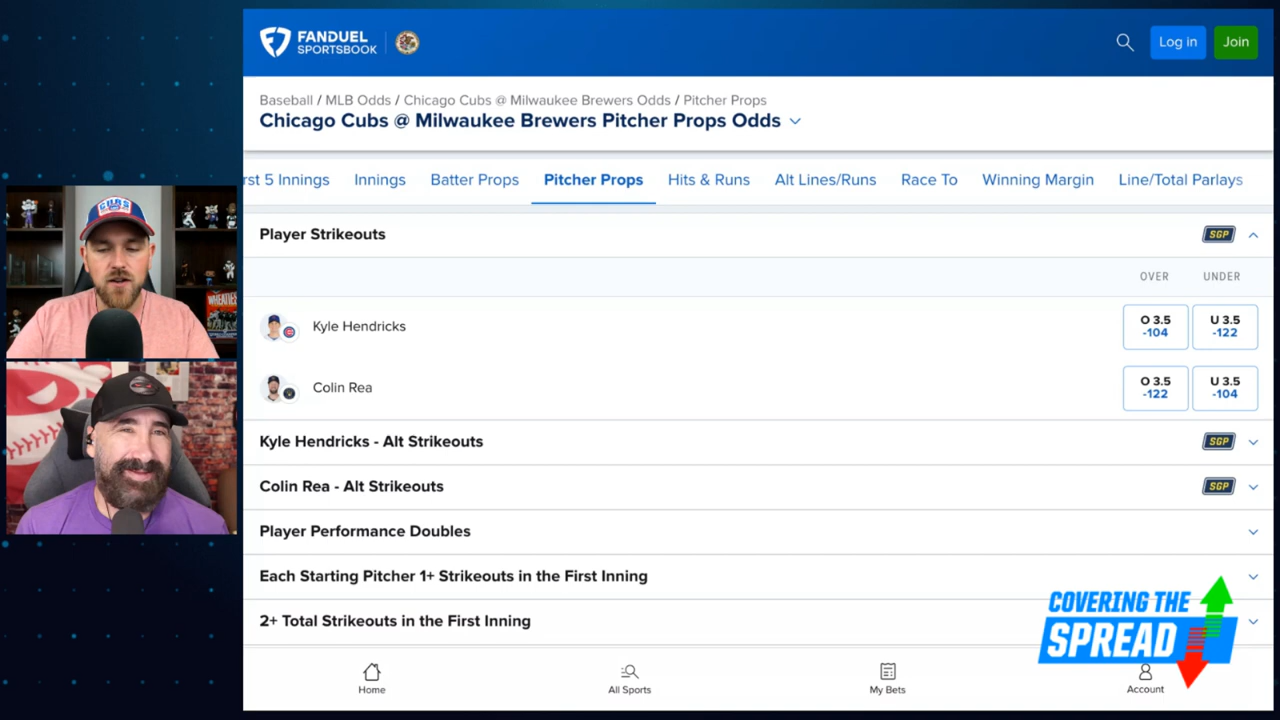 FANDUEL
SPORTSBOOK
Log in
Join
Baseball / MLB Odds / Chicago Cubs @ Milwaukee Brewers Odds / Pitcher Props
Chicago Cubs @ Milwaukee Brewers Pitcher Props Odds
rst 5 Innings Innings Batter Props Pitcher Props Hits & Runs Alt Lines/Runs Race To Winning Margin Line/Total Parlays
Player Strikeouts SGP
OVER UNDER
Kyle Hendricks
O 3.5 U 3.5
-104 -122
Colin Rea
O 3.5 U 3.5
-122 -104
Kyle Hendricks - Alt Strikeouts SGP
Colin Rea - Alt Strikeouts SGP
Player Performance Doubles
Each Starting Pitcher 1+ Strikeouts in the First Inning
2+ Total Strikeouts in the First Inning
COVERING THE
SPREAD
Home All Sports My Bets Account
CUBS
WHEATIES